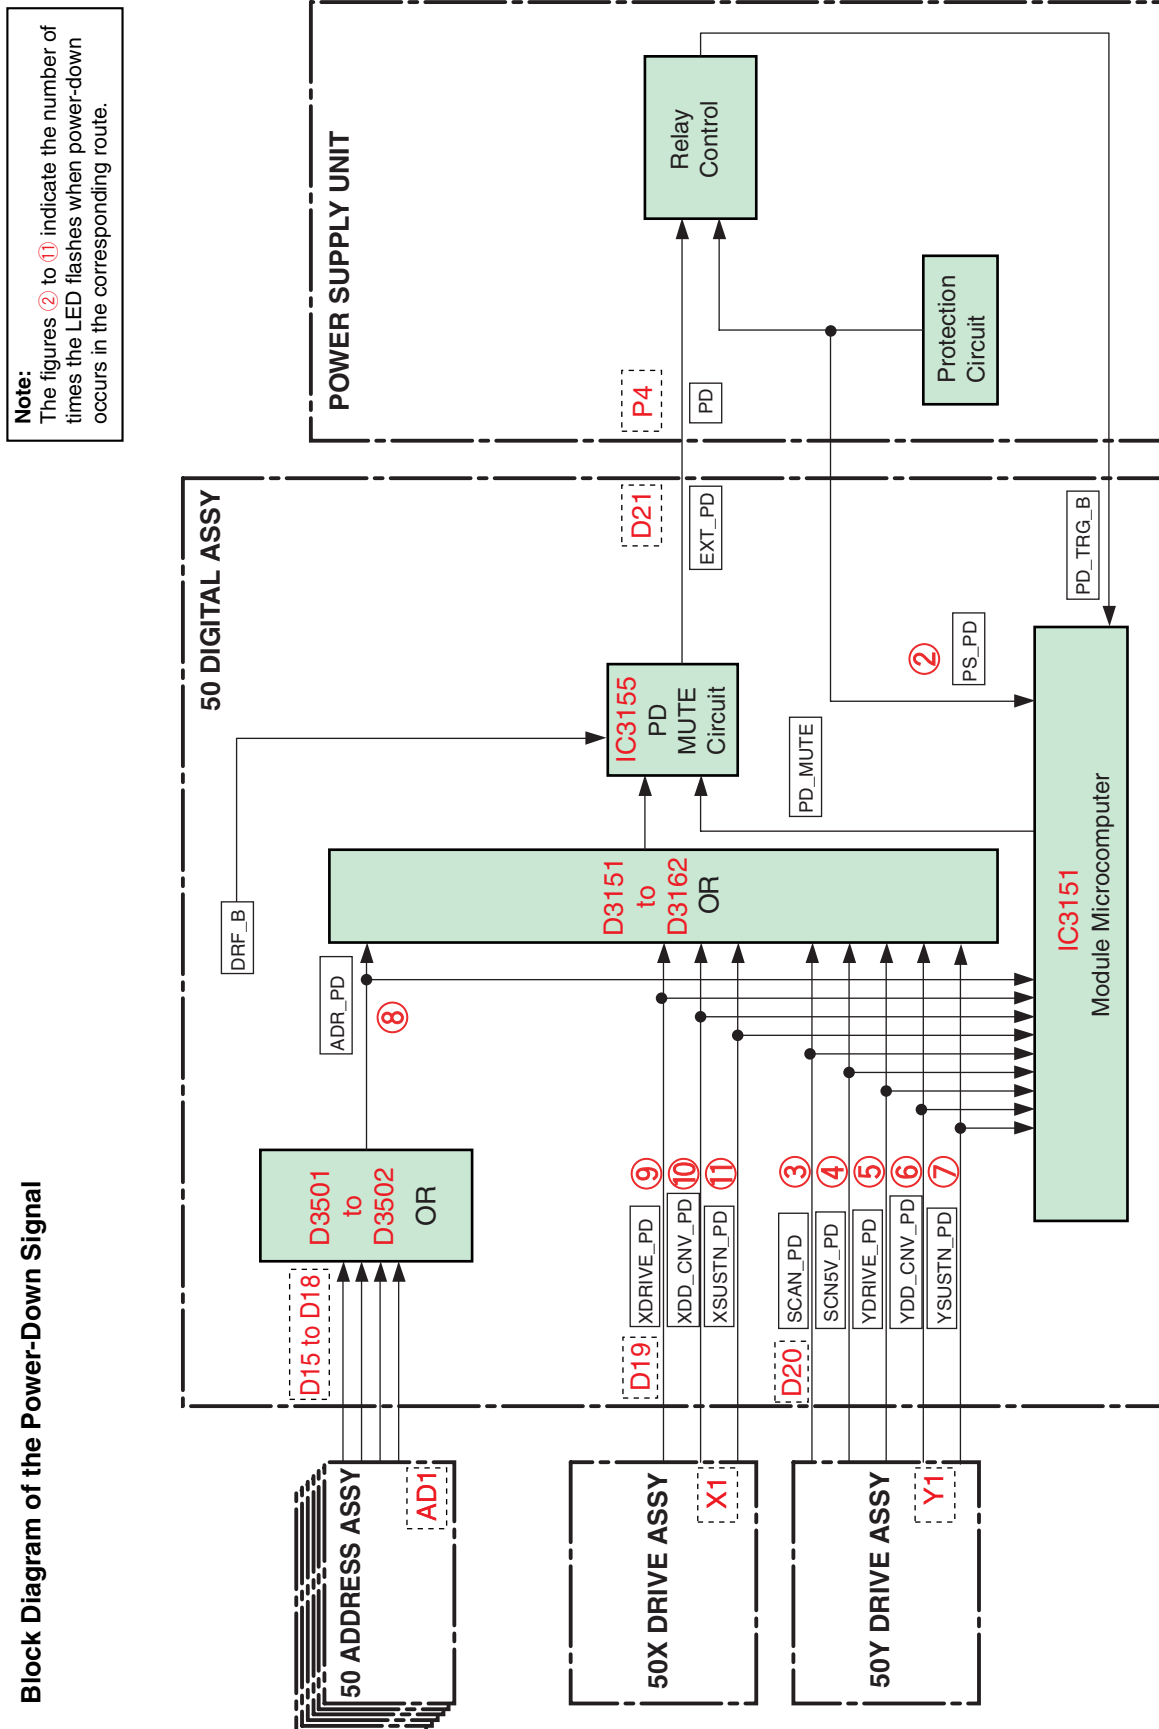 Block Diagram of the Power-Down Signal
Note:
The figures ② to ⑪ indicate the number of
times the LED flashes when power-down
occurs in the corresponding route.
50 DIGITAL ASSY
POWER SUPPLY UNIT
50 ADDRESS ASSY
AD1
D15 to D18
D3501
to
D3502
OR
ADR_PD
⑧
DRF_B
50X DRIVE ASSY
X1
D19
XDRIVE_PD
⑨
XDD_CNV_PD
⑩
XSUSTN_PD
⑪
50Y DRIVE ASSY
Y1
D20
SCAN_PD
③
SCN5V_PD
④
YDRIVE_PD
⑤
YDD_CNV_PD
⑥
YSUSTN_PD
⑦
D3151
to
D3162
OR
IC3155
PD
MUTE
Circuit
PD_MUTE
IC3151
Module Microcomputer
②
PS_PD
PD_TRG_B
D21
EXT_PD
P4
PD
Relay
Control
Protection
Circuit